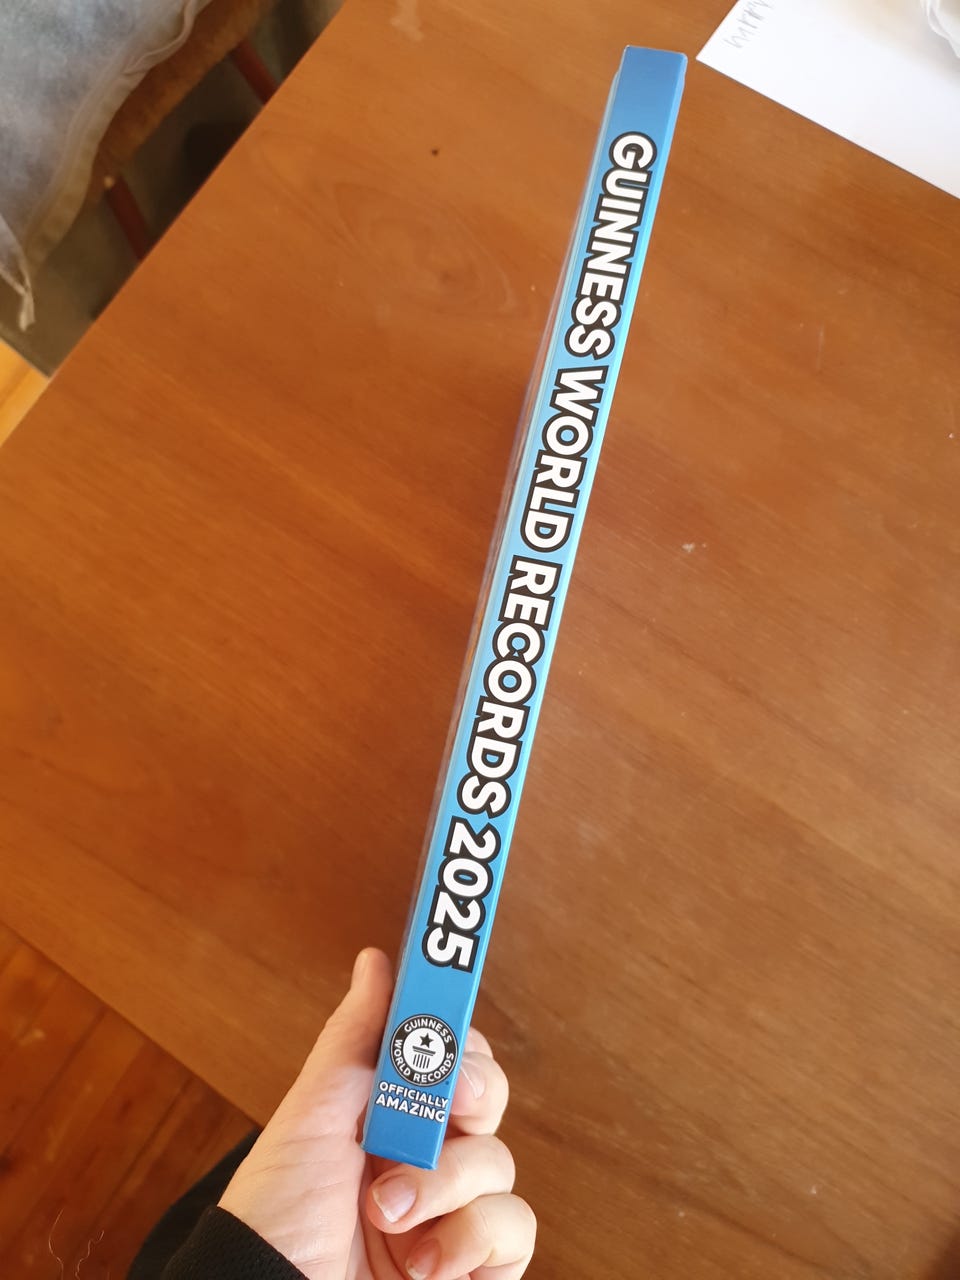 GUINNESS WORLD RECORDS 2025
GUINNESS
WORLD RECORDS
OFFICIALLY
AMAZING